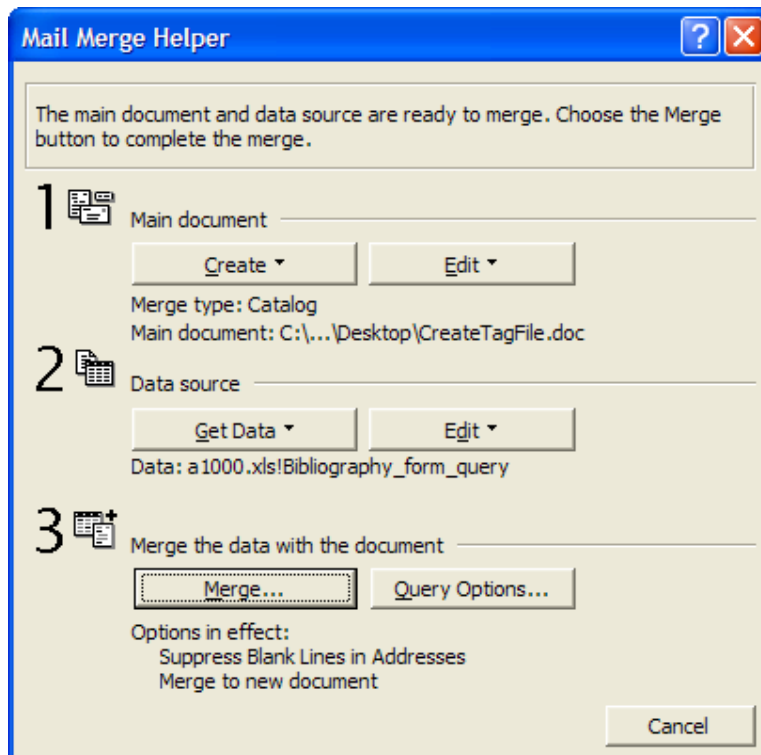 Mail Merge Helper
The main document and data source are ready to merge. Choose the Merge
button to complete the merge.
1
Main document
Create Edit
Merge type: Catalog
Main document: C:\...\Desktop\CreateTagFile.doc
2
Data source
Get Data Edit
Data: a1000.xls!Bibliography_form_query
3
Merge the data with the document
Merge... Query Options...
Options in effect:
Suppress Blank Lines in Addresses
Merge to new document
Cancel